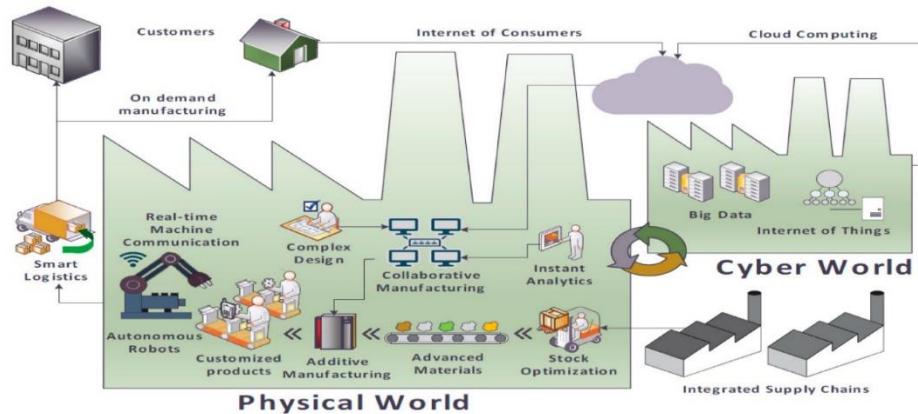 Customers
Internet of Consumers
Cloud Computing
On demand
manufacturing
Real-time
Machine
Communication
Complex
Design
Collaborative
Manufacturing
Instant
Analytics
Big Data
Internet of Things
Cyber World
Smart
Logistics
Autonomous
Robots
Customized
products
Additive
Manufacturing
Advanced
Materials
Stock
Optimization
Integrated Supply Chains
Physical World